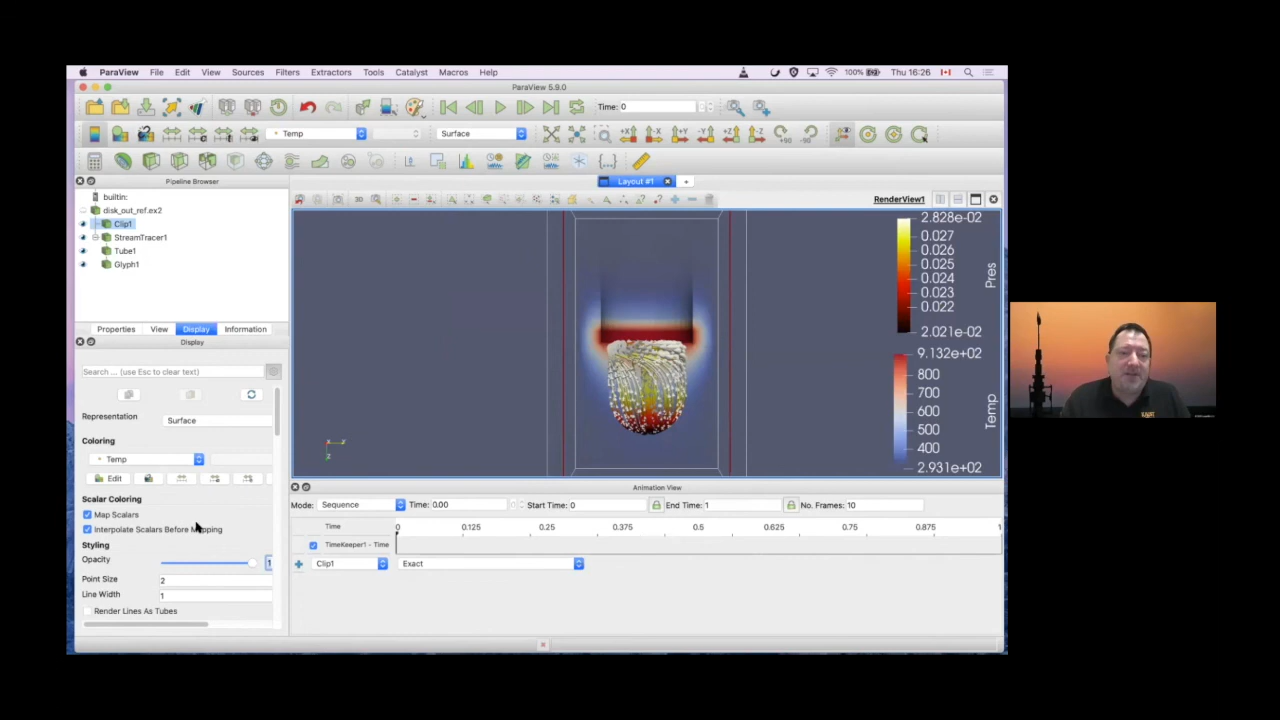 ParaView File Edit View Sources Filters Extractors Tools Catalyst Macros Help 100% Thu 16:26
ParaView 5.9.0
Time: 0
Temp Surface +X -X +Y -Y +Z -Z +90 -90
Pipeline Browser Layout #1 +
builtin: 3D RenderView1
disk_out_ref.ex2
Clip1
StreamTracer1
Tube1
Glyph1
2.828e-02
0.027
0.026
0.025
0.024
0.023
0.022
2.021e-02
Pres
9.132e+02
800
700
600
500
400
2.931e+02
Temp
Properties View Display Information
Display
Search ... (use Esc to clear text)
Representation Surface
Coloring
Temp
Edit
Scalar Coloring
Map Scalars
Interpolate Scalars Before Mapping
Styling
Opacity 1
Point Size 2
Line Width 1
Render Lines As Tubes
Animation View
Mode: Sequence Time: 0.00 Start Time: 0 End Time: 1 No. Frames: 10
Time 0 0.125 0.25 0.375 0.5 0.625 0.75 0.875 1
TimeKeeper1 - Time
Clip1 Exact